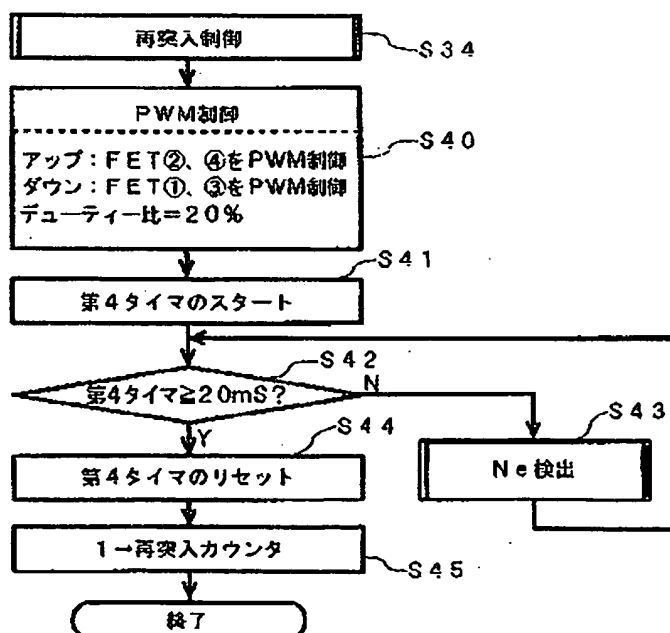 再突入制御
S34
PWM制御
アップ:FET②、④をPWM制御
ダウン:FET①、③をPWM制御
デューティー比=20%
S40
S41
第4タイマのスタート
S42
第4タイマ≧20mS?
N
S43
Y
S44
Ne検出
第4タイマのリセット
1→再突入カウンタ
S45
終了